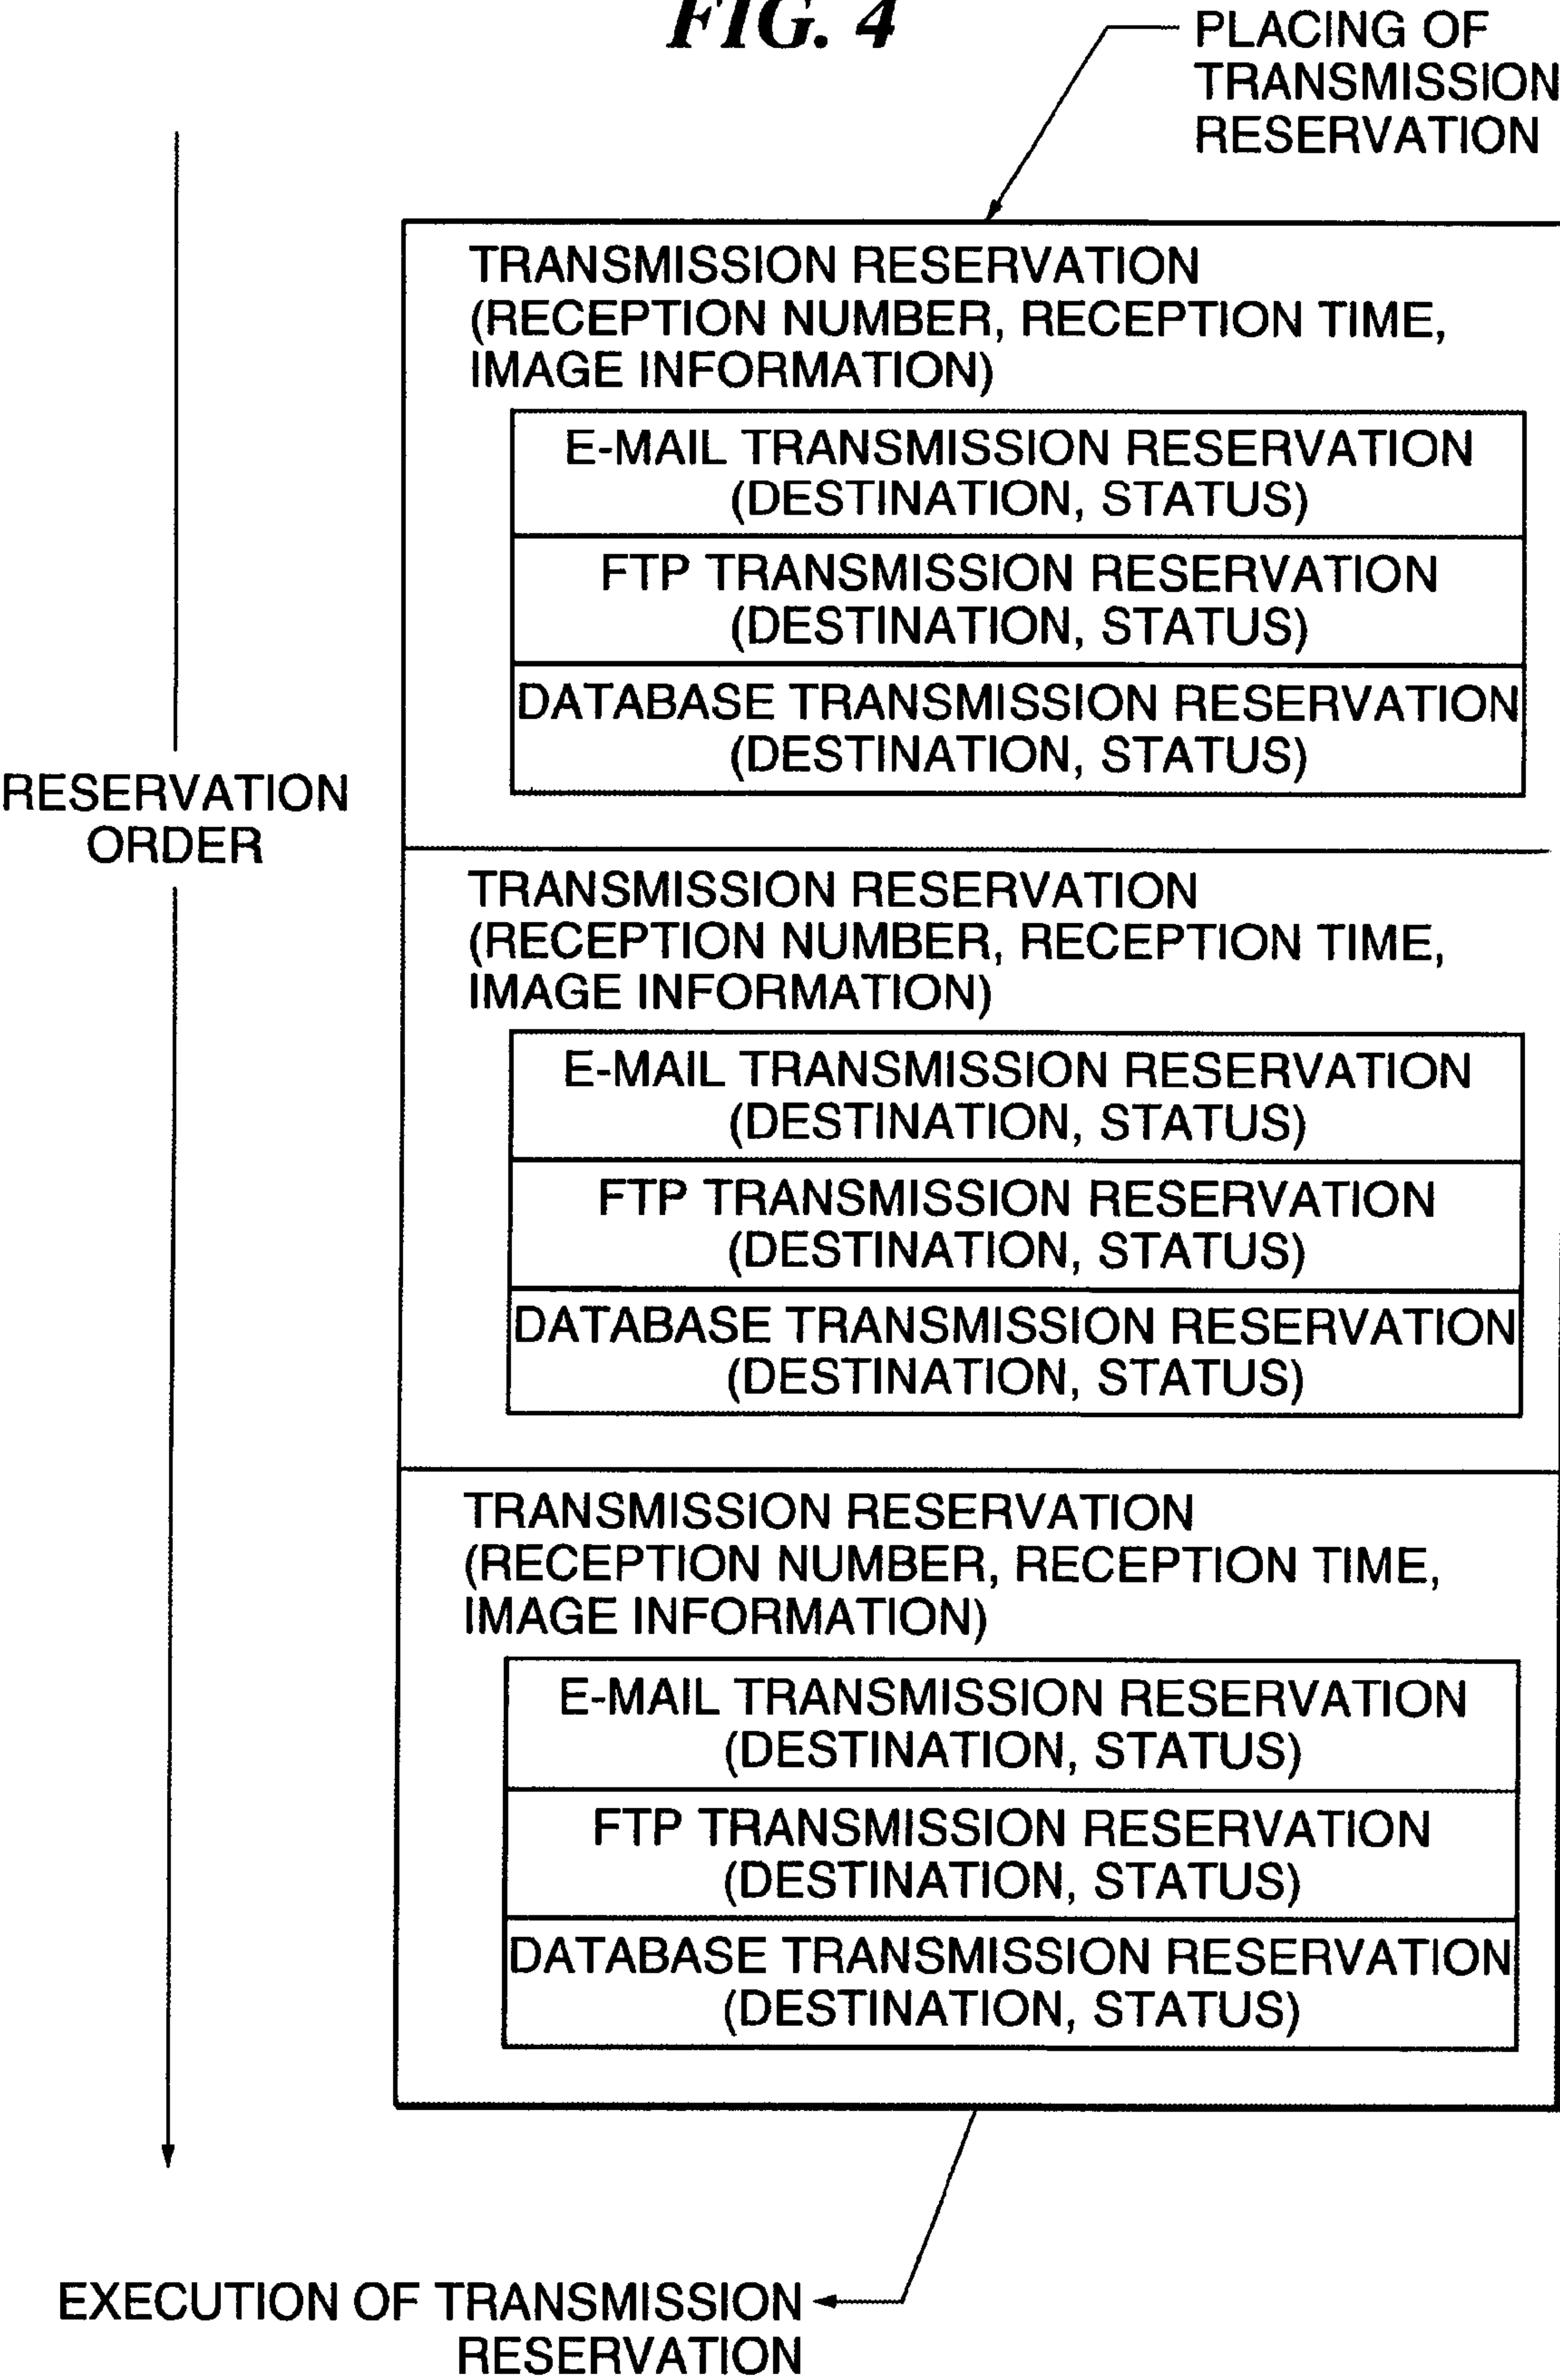 FIG. 4
PLACING OF
TRANSMISSION
RESERVATION
TRANSMISSION RESERVATION
(RECEPTION NUMBER, RECEPTION TIME,
IMAGE INFORMATION)
E-MAIL TRANSMISSION RESERVATION
(DESTINATION, STATUS)
FTP TRANSMISSION RESERVATION
(DESTINATION, STATUS)
DATABASE TRANSMISSION RESERVATION
(DESTINATION, STATUS)
RESERVATION
ORDER
TRANSMISSION RESERVATION
(RECEPTION NUMBER, RECEPTION TIME,
IMAGE INFORMATION)
E-MAIL TRANSMISSION RESERVATION
(DESTINATION, STATUS)
FTP TRANSMISSION RESERVATION
(DESTINATION, STATUS)
DATABASE TRANSMISSION RESERVATION
(DESTINATION, STATUS)
TRANSMISSION RESERVATION
(RECEPTION NUMBER, RECEPTION TIME,
IMAGE INFORMATION)
E-MAIL TRANSMISSION RESERVATION
(DESTINATION, STATUS)
FTP TRANSMISSION RESERVATION
(DESTINATION, STATUS)
DATABASE TRANSMISSION RESERVATION
(DESTINATION, STATUS)
EXECUTION OF TRANSMISSION
RESERVATION